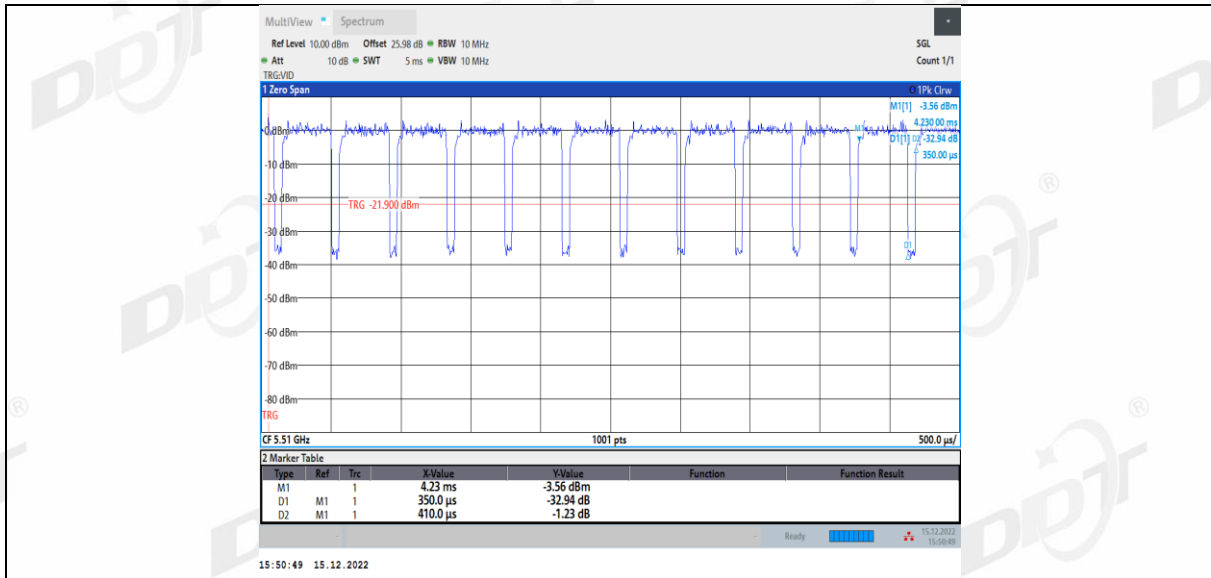 MultiView Spectrum
Ref Level 10.00 dBm Offset 25.98 dB RBW 10 MHz SGL
Att 10 dB SWT 5 ms VBW 10 MHz Count 1/1
TRG:VID
1 Zero Span 1Pk Clrw
M1[1] -3.56 dBm
4.230 00 ms
0 dBm M1 D1[1] D2 -32.94 dB
350.00 µs
-10 dBm
-20 dBm
TRG -21.900 dBm
-30 dBm
D1
-40 dBm
-50 dBm
-60 dBm
-70 dBm
-80 dBm
TRG
CF 5.51 GHz 1001 pts 500.0 µs/
2 Marker Table
Type Ref Trc X-Value Y-Value Function Function Result
M1 1 4.23 ms -3.56 dBm
D1 M1 1 350.0 µs -32.94 dB
D2 M1 1 410.0 µs -1.23 dB
Ready 15.12.2022
15:50:49
15:50:49 15.12.2022
DDT
®